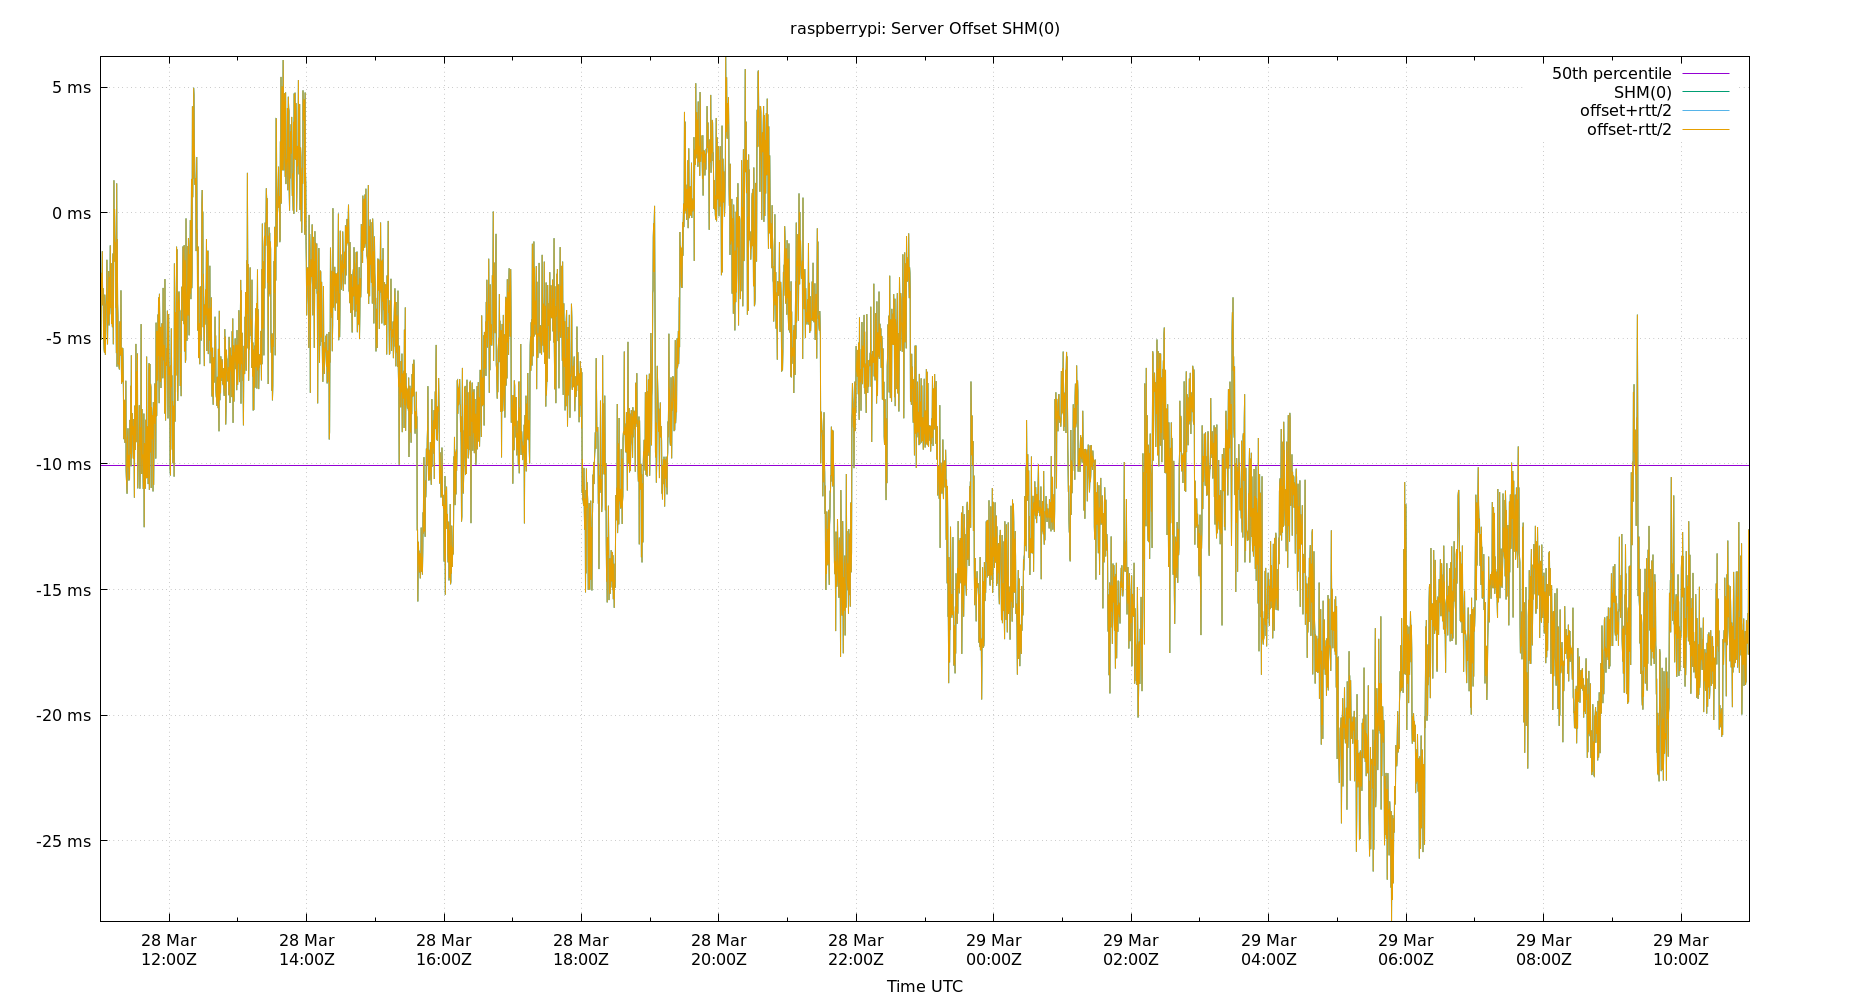 raspberrypi: Server Offset SHM(0)
50th percentile
SHM(0)
offset+rtt/2
offset-rtt/2
5 ms
0 ms
-5 ms
-10 ms
-15 ms
-20 ms
-25 ms
28 Mar 28 Mar 28 Mar 28 Mar 28 Mar 28 Mar 29 Mar 29 Mar 29 Mar 29 Mar 29 Mar 29 Mar
12:00Z 14:00Z 16:00Z 18:00Z 20:00Z 22:00Z 00:00Z 02:00Z 04:00Z 06:00Z 08:00Z 10:00Z
Time UTC